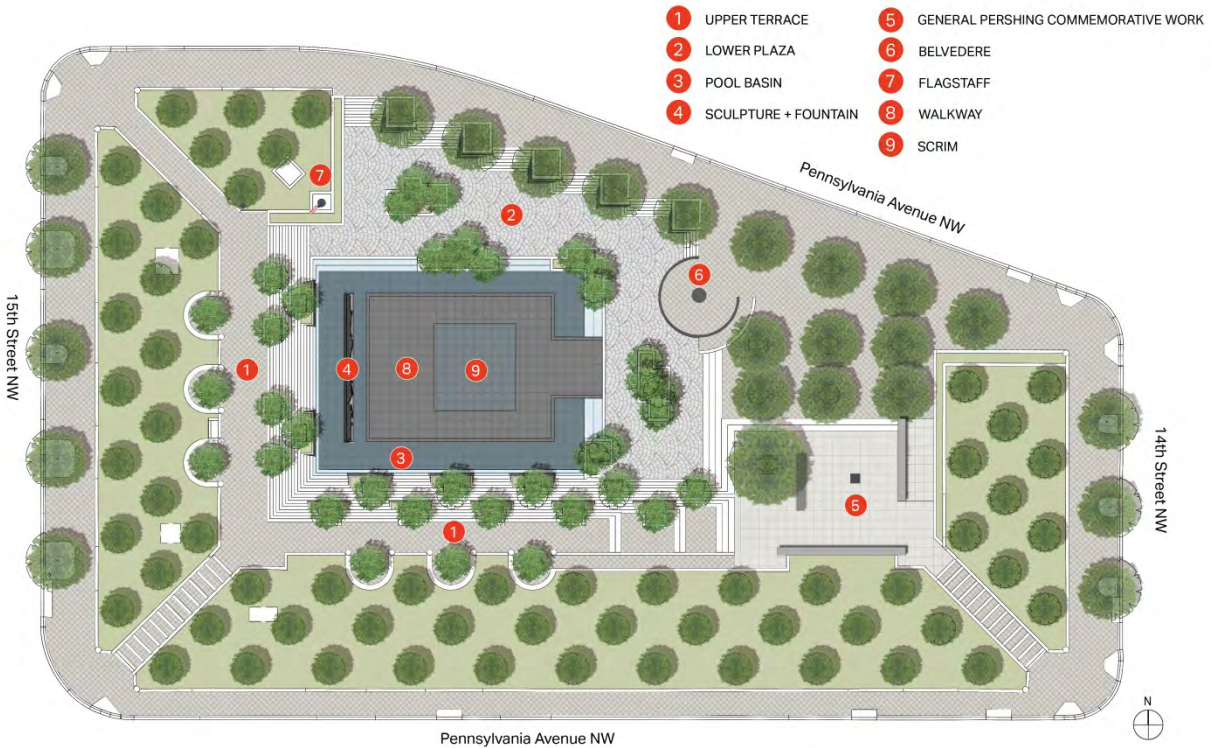 1 UPPER TERRACE
2 LOWER PLAZA
3 POOL BASIN
4 SCULPTURE + FOUNTAIN
5 GENERAL PERSHING COMMEMORATIVE WORK
6 BELVEDERE
7 FLAGSTAFF
8 WALKWAY
9 SCRIM
Pennsylvania Avenue NW
7
2
6
15th Street NW
1
4
8
9
3
14th Street NW
5
1
N
Pennsylvania Avenue NW